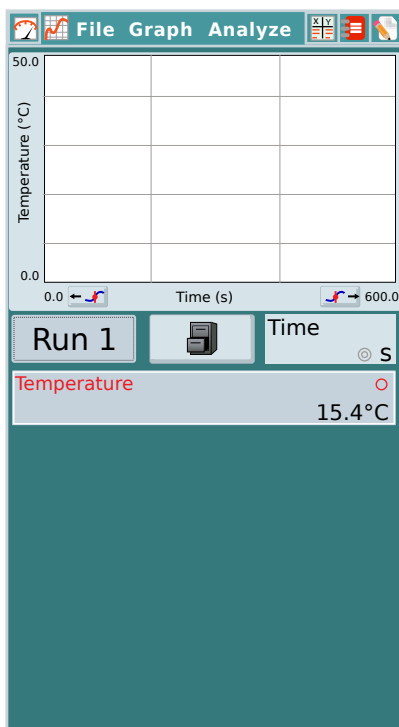 File Graph Analyze X Y
50.0
Temperature (°C)
0.0
0.0 Time (s) 600.0
Run 1
Time
s
Temperature
15.4°C